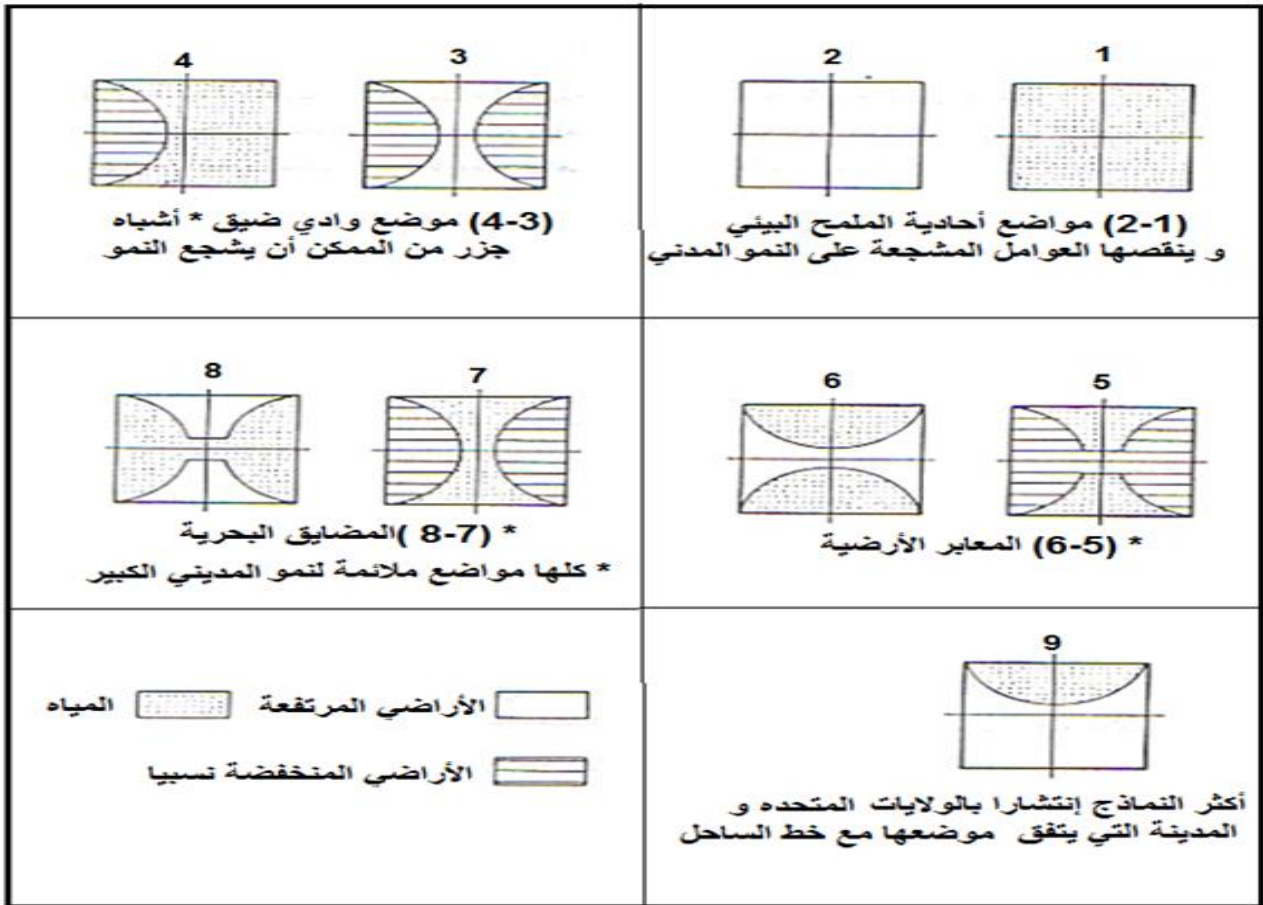 1
2
(2-1) مواضع أحادية الملمح البيئي
و ينقصها العوامل المشجعة على النمو المدني
3
4
(4-3) موضع وادي ضيق * أشباه
جزر من الممكن أن يشجع النمو
5
6
* (6-5) المعابر الأرضية
7
8
* (8-7 )المضايق البحرية
* كلها مواضع ملائمة لنمو المديني الكبير
9
أكثر النماذج إنتشارا بالولايات المتحده و
المدينة التي يتفق موضعها مع خط الساحل
الأراضي المرتفعة
المياه
الأراضي المنخفضة نسبيا